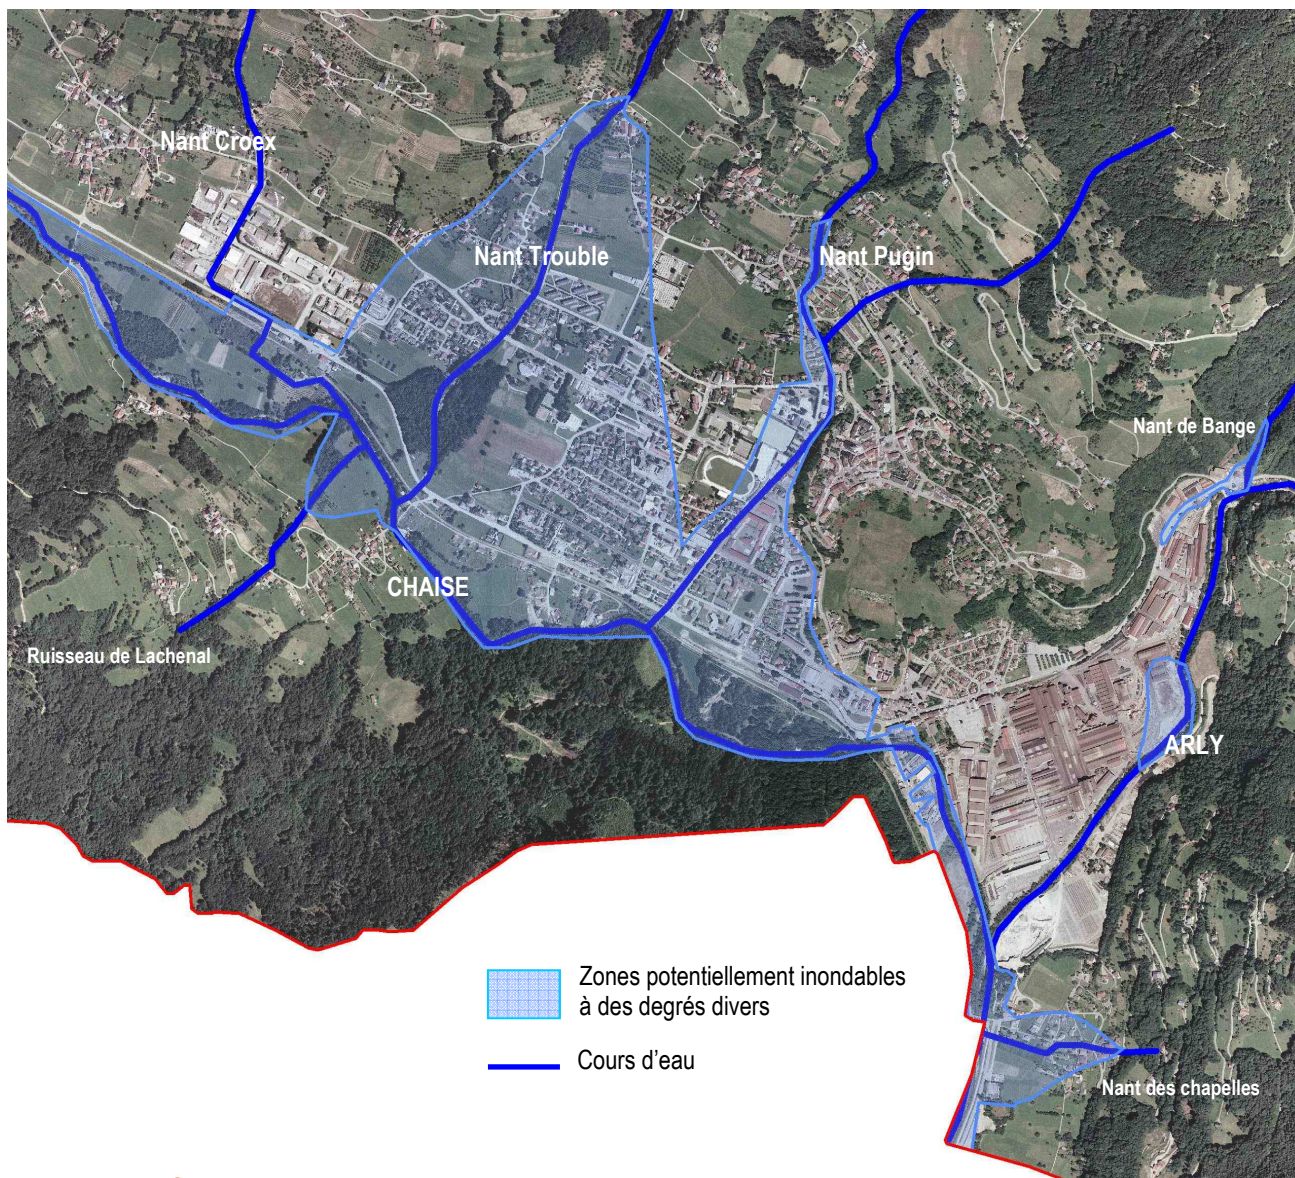 Nant Croex
Nant Trouble
Nant Pugin
Nant de Bange
CHAISE
Ruisseau de Lachenal
ARLY
Zones potentiellement inondables
à des degrés divers
Cours d'eau
Nant des chapelles